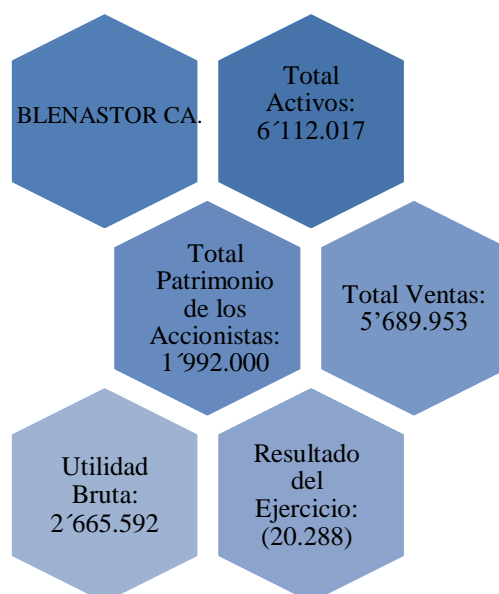 BLENASTOR CA.
Total
Activos:
6´112.017
Total
Patrimonio
de los
Accionistas:
1´992.000
Total Ventas:
5’689.953
Utilidad
Bruta:
2´665.592
Resultado
del
Ejercicio:
(20.288)